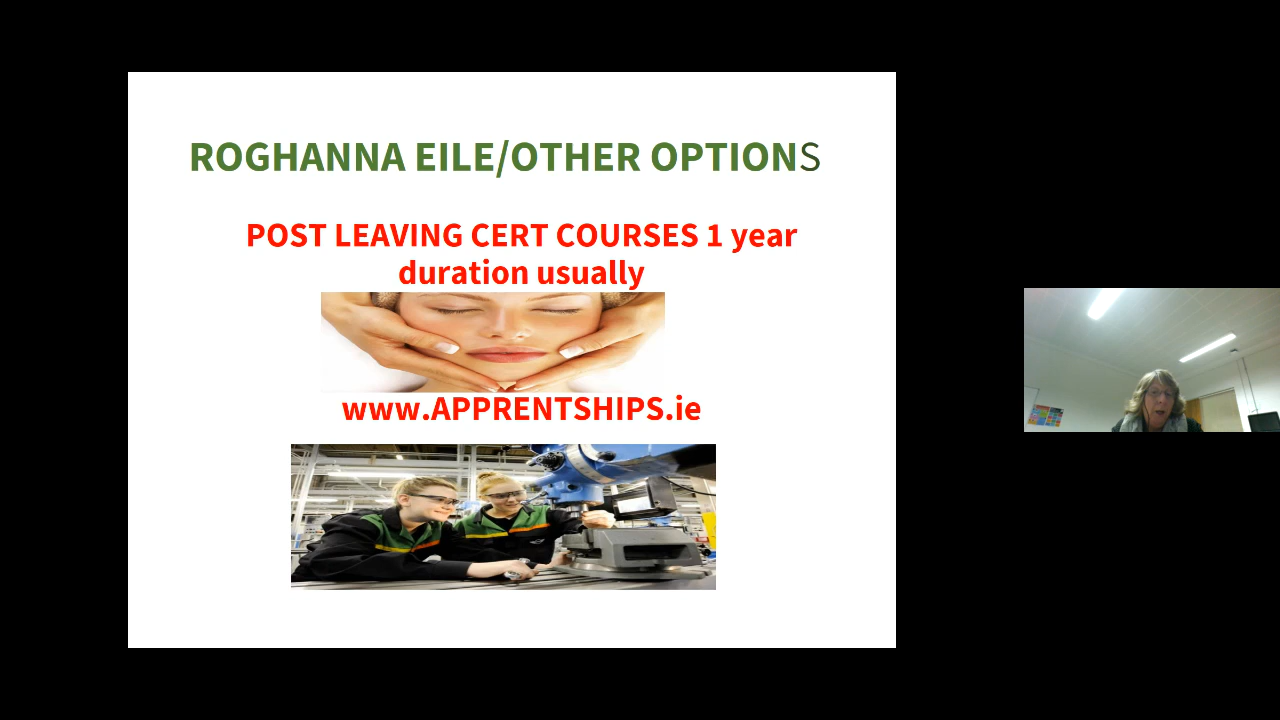 ROGHANNA EILE/OTHER OPTIONS
POST LEAVING CERT COURSES 1 year
duration usually
www.APPRENTSHIPS.ie